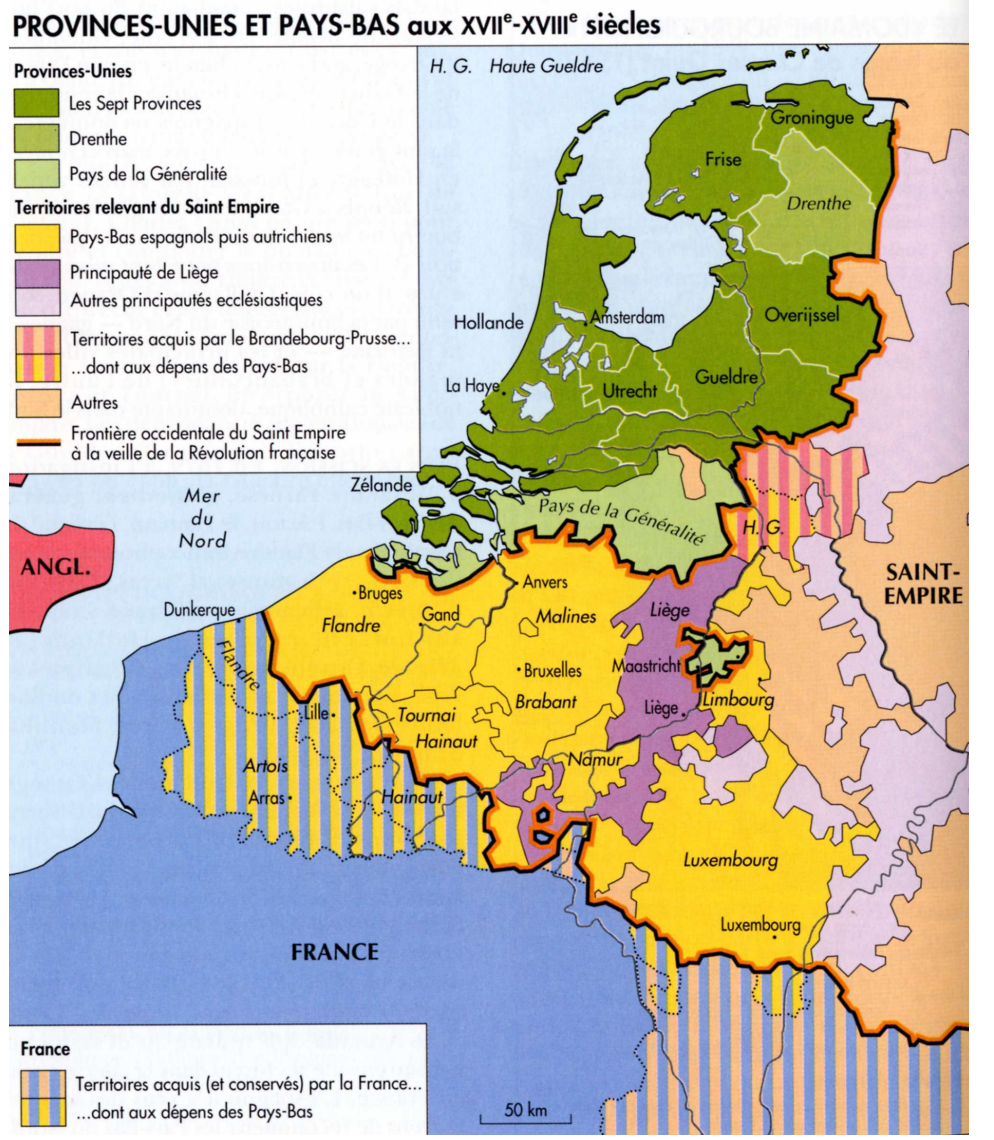 PROVINCES-UNIES ET PAYS-BAS aux XVIIe-XVIIIe siècles
Provinces-Unies
Les Sept Provinces
Drenthe
Pays de la Généralité
Territoires relevant du Saint Empire
Pays-Bas espagnols puis autrichiens
Principauté de Liège
Autres principautés ecclésiastiques
Territoires acquis par le Brandebourg-Prusse...
...dont aux dépens des Pays-Bas
Autres
Frontière occidentale du Saint Empire
à la veille de la Révolution française
H. G. Haute Gueldre
Groningue
Frise
Drenthe
Overijssel
Hollande
Amsterdam
La Haye
Utrecht
Gueldre
Zélande
Mer
du
Nord
Pays de la Généralité
H. G.
ANGL.
SAINT-
EMPIRE
Dunkerque
Bruges
Flandre
Gand
Anvers
Malines
Liège
Flandre
Bruxelles
Maastricht
Brabant
Liège
Limbourg
Lille
Tournai
Hainaut
Namur
Artois
Arras
Hainaut
Luxembourg
Luxembourg
FRANCE
France
Territoires acquis (et conservés) par la France...
...dont aux dépens des Pays-Bas
50 km